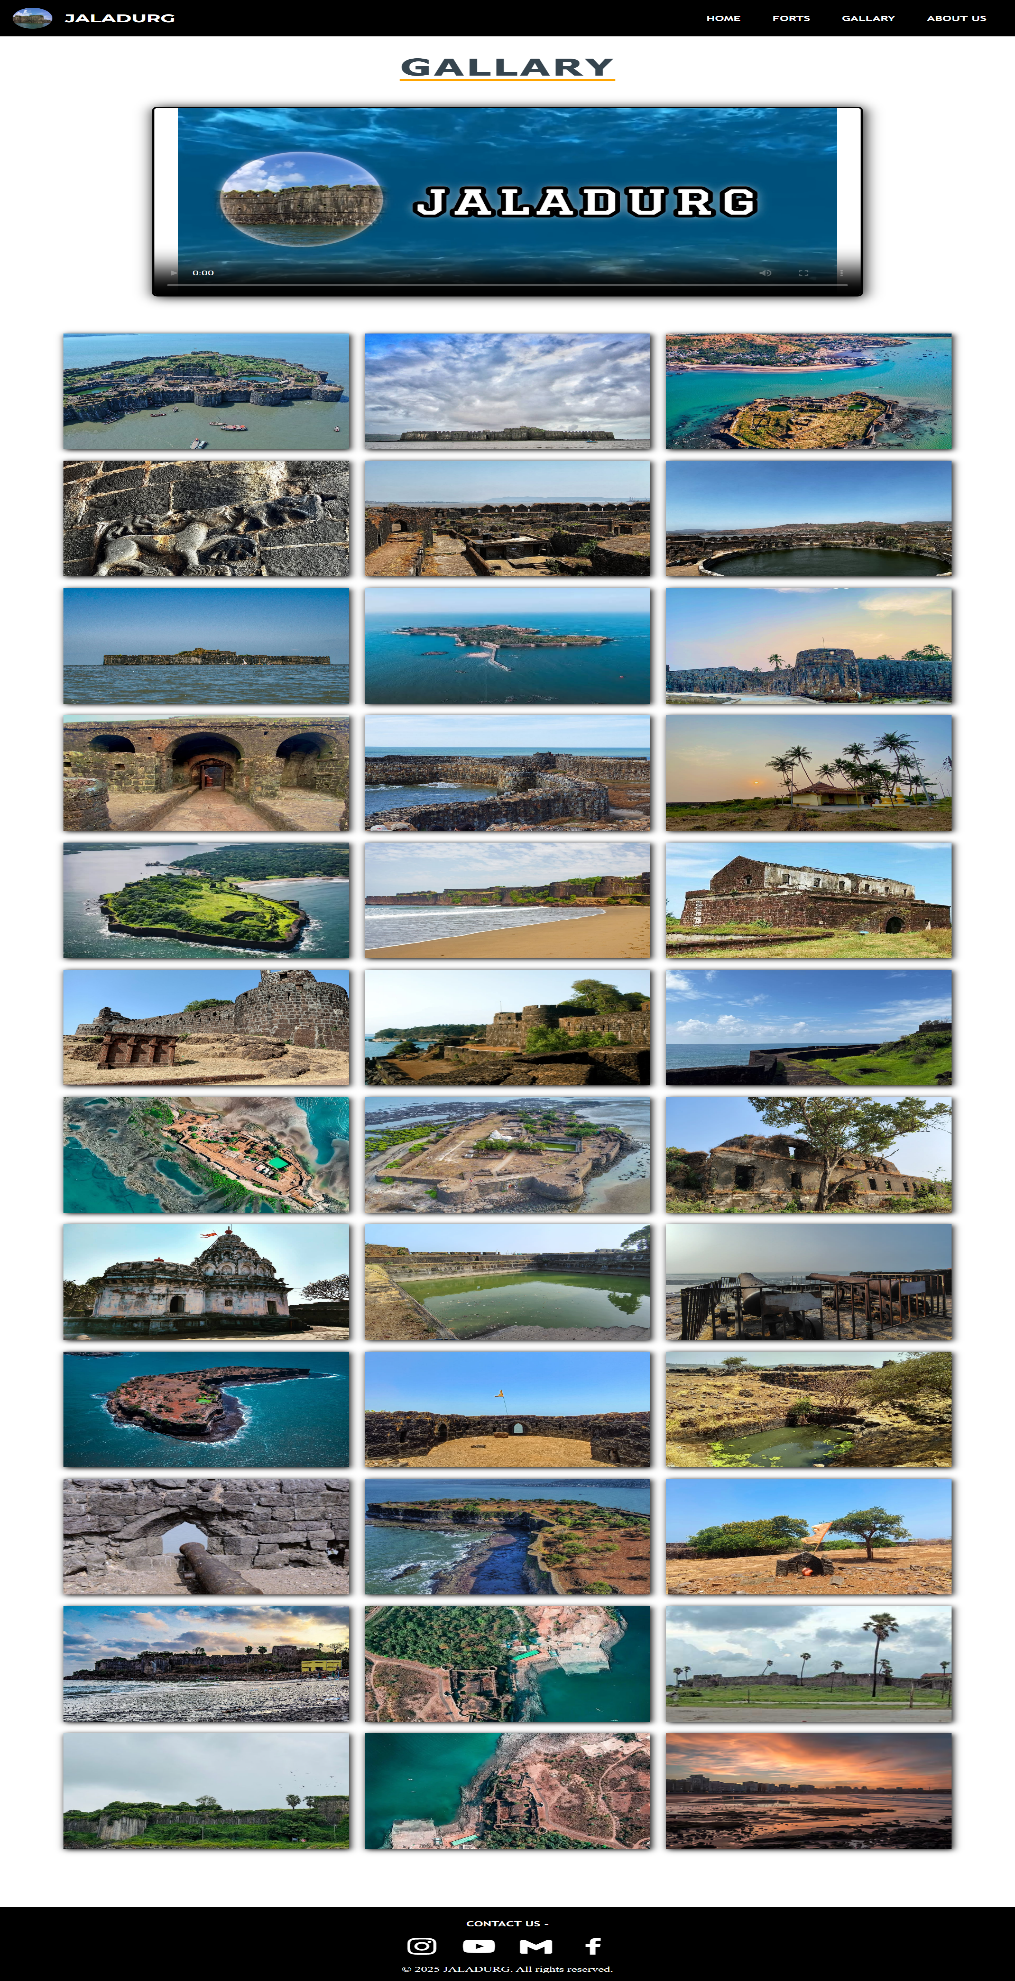 JALADURG
HOME FORTS GALLARY ABOUT US
GALLARY
JALADURG
0:00
CONTACT US -
© 2025 JALADURG. All rights reserved.